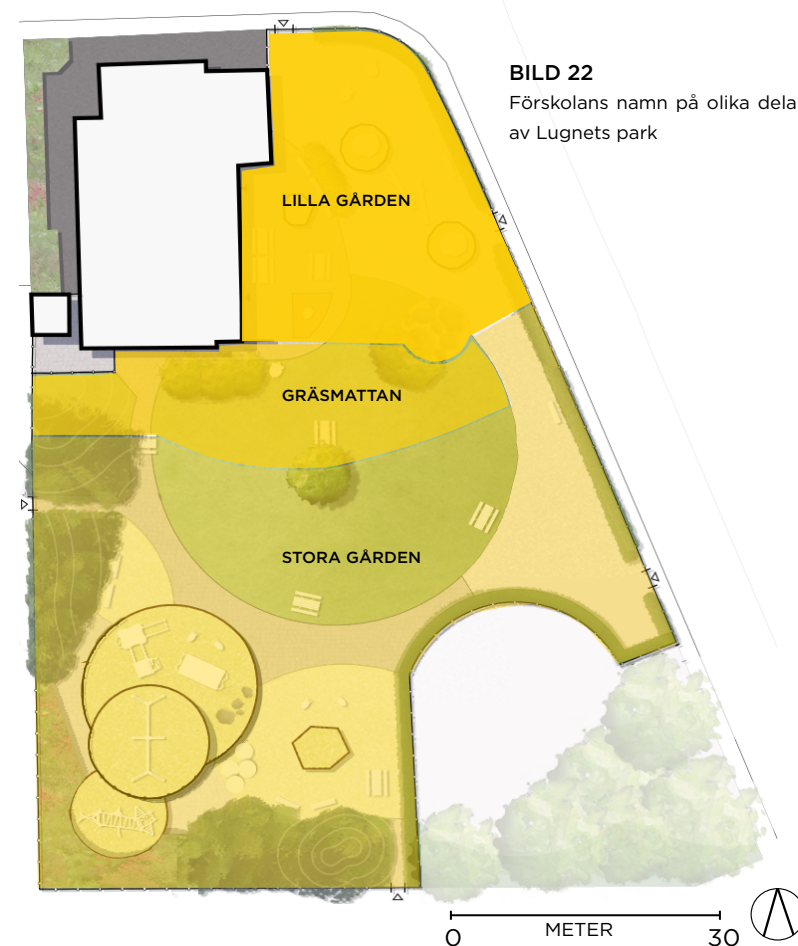 BILD 22
Förskolans namn på olika dela
av Lugnets park
LILLA GÅRDEN
GRÄSMATTAN
STORA GÅRDEN
0 METER 30